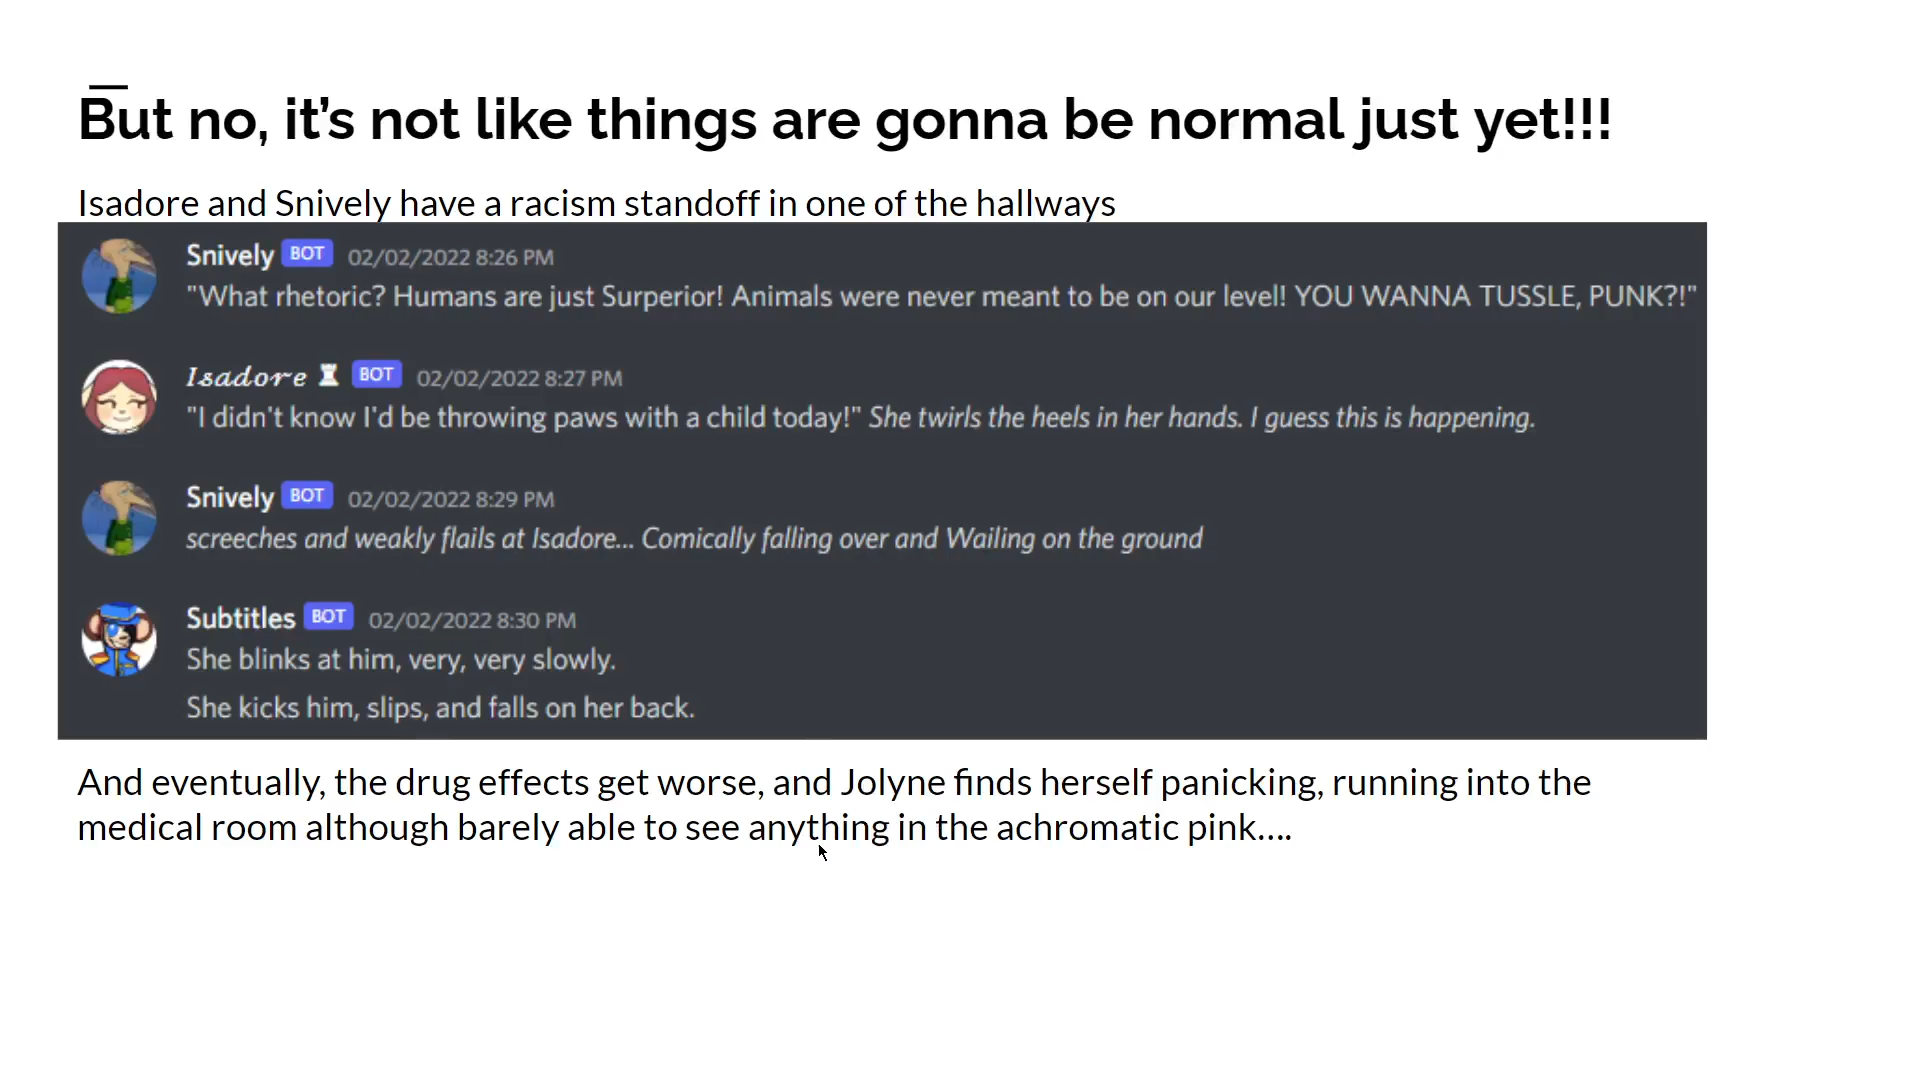 But no, it’s not like things are gonna be normal just yet!!!
Isadore and Snively have a racism standoff in one of the hallways
Snively BOT 02/02/2022 8:26 PM
"What rhetoric? Humans are just Surperior! Animals were never meant to be on our level! YOU WANNA TUSSLE, PUNK?!"
𝓘𝓼𝓪𝓭𝓸𝓻𝓮 ♜ BOT 02/02/2022 8:27 PM
"I didn't know I'd be throwing paws with a child today!" She twirls the heels in her hands. I guess this is happening.
Snively BOT 02/02/2022 8:29 PM
screeches and weakly flails at Isadore... Comically falling over and Wailing on the ground
Subtitles BOT 02/02/2022 8:30 PM
She blinks at him, very, very slowly.
She kicks him, slips, and falls on her back.
And eventually, the drug effects get worse, and Jolyne finds herself panicking, running into the
medical room although barely able to see anything in the achromatic pink….